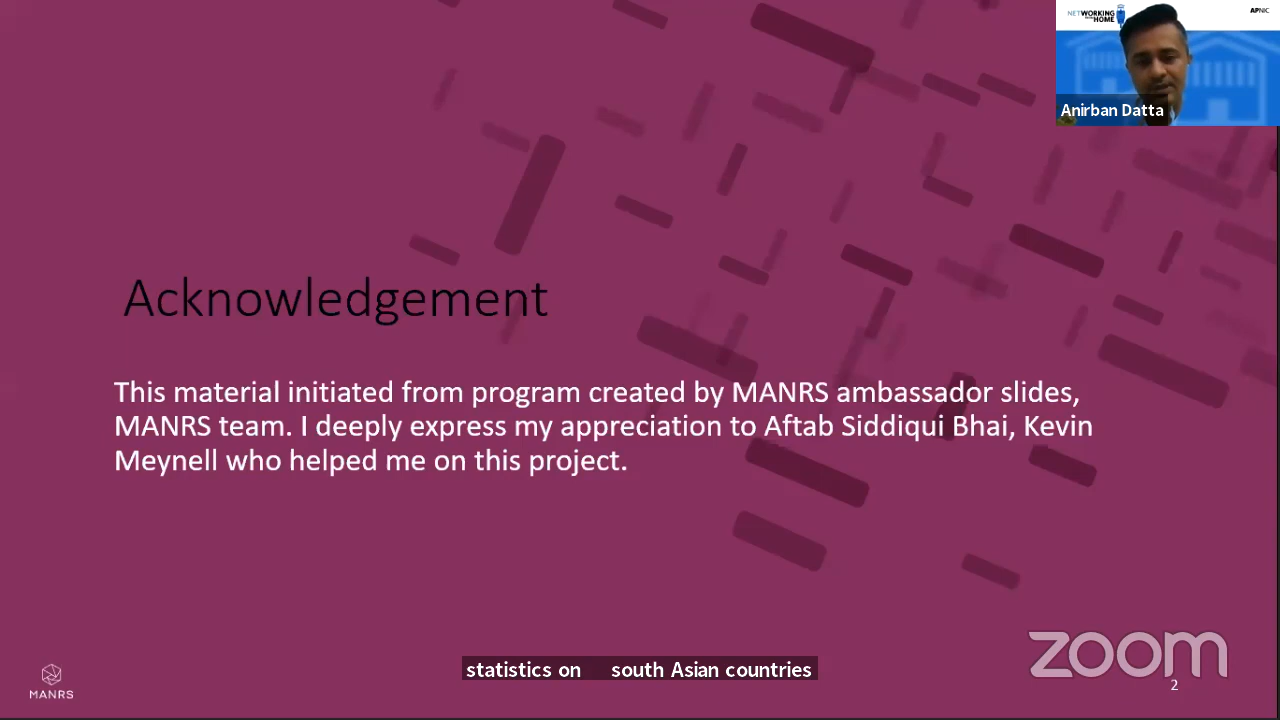 NETWORKING
HOME
APNIC
Anirban Datta
Acknowledgement
This material initiated from program created by MANRS ambassador slides,
MANRS team. I deeply express my appreciation to Aftab Siddiqui Bhai, Kevin
Meynell who helped me on this project.
statistics on south Asian countries
zoom
2
MANRS